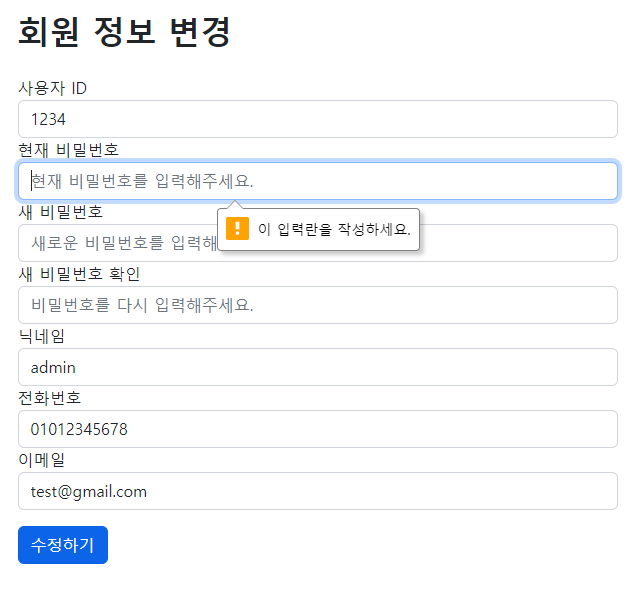 회원 정보 변경
사용자 ID
1234
현재 비밀번호
현재 비밀번호를 입력해주세요.
새 비밀번호
이 입력란을 작성하세요.
새로운 비밀번호를 입력해
새 비밀번호 확인
비밀번호를 다시 입력해주세요.
닉네임
admin
전화번호
01012345678
이메일
test@gmail.com
수정하기